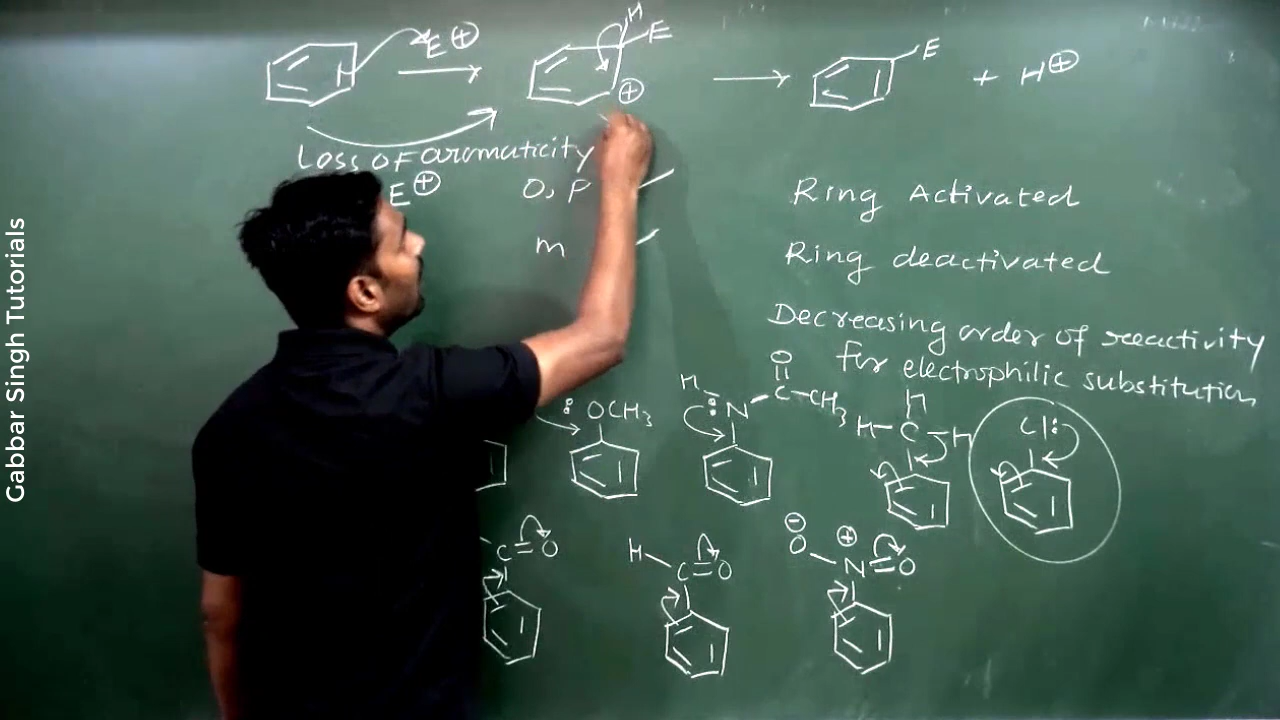 Gabbar Singh Tutorials
E⊕
H
E
⊕
E
+ H⊕
Loss of aromaticity
E⊕
O, P
m
Ring Activated
Ring deactivated
Decreasing order of reactivity
for electrophilic substitution
OCH3
H
N
O
C-CH3
H
H-C-H
Cl
C=O
H
C=O
⊖
O
⊕
N=O